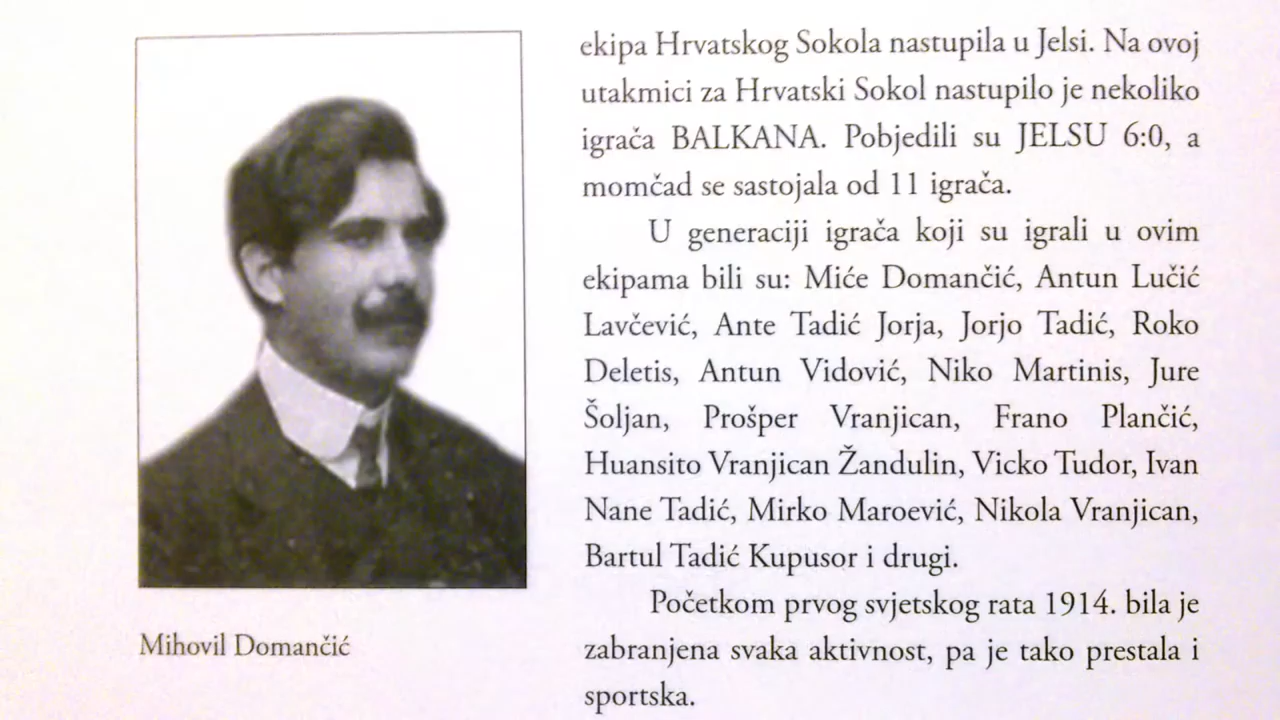 ekipa Hrvatskog Sokola nastupila u Jelsi. Na ovoj
utakmici za Hrvatski Sokol nastupilo je nekoliko
igrača BALKANA. Pobjedili su JELSU 6:0, a
momčad se sastojala od 11 igrača.
U generaciji igrača koji su igrali u ovim
ekipama bili su: Miće Domančić, Antun Lučić
Lavčević, Ante Tadić Jorja, Jorjo Tadić, Roko
Deletis, Antun Vidović, Niko Martinis, Jure
Šoljan, Prošper Vranjican, Frano Plančić,
Huansito Vranjican Žandulin, Vicko Tudor, Ivan
Nane Tadić, Mirko Maroević, Nikola Vranjican,
Bartul Tadić Kupusor i drugi.
Početkom prvog svjetskog rata 1914. bila je
zabranjena svaka aktivnost, pa je tako prestala i
sportska.
Mihovil Domančić